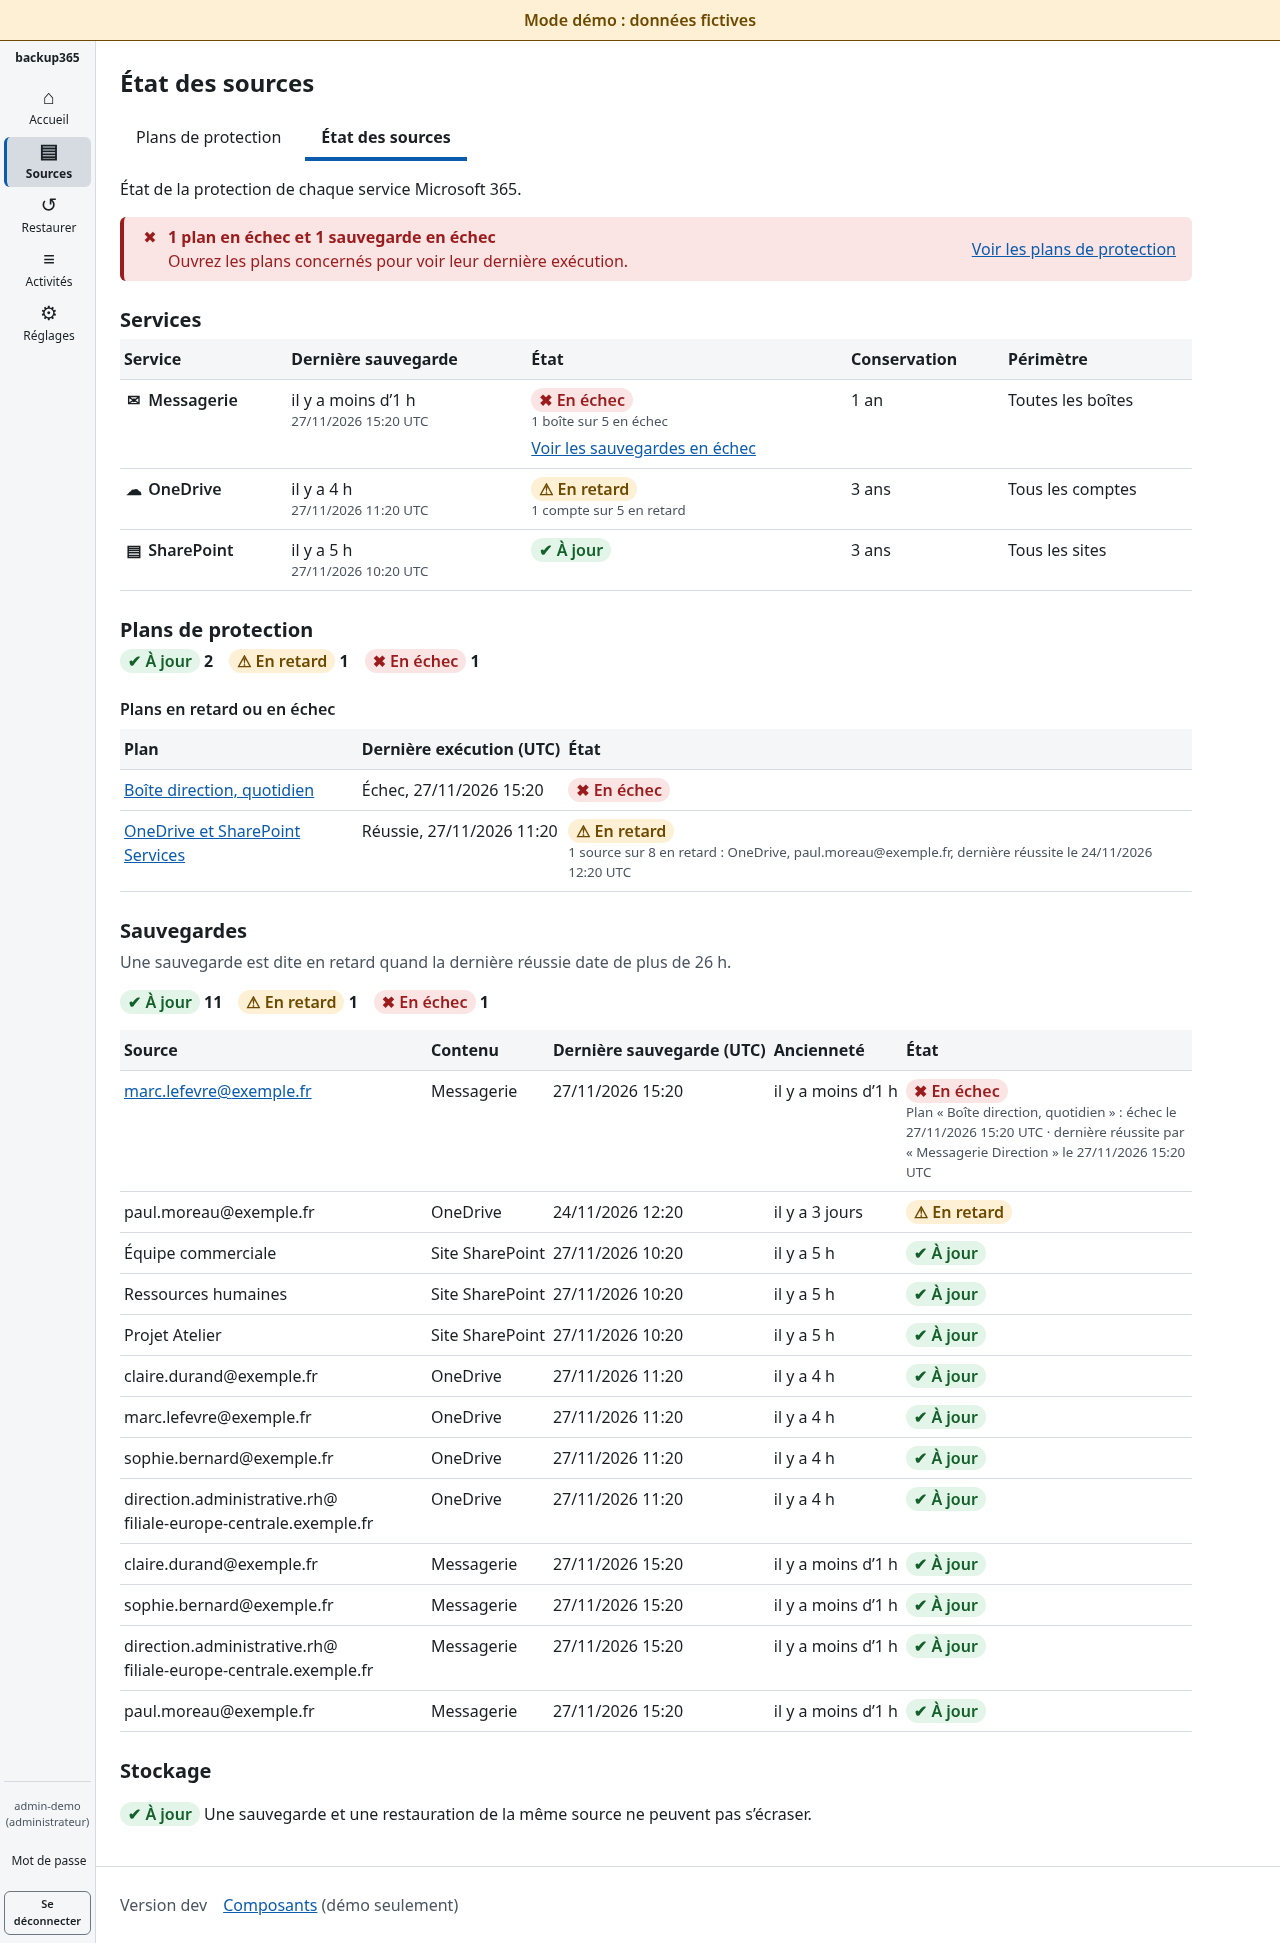 Mode démo : données fictives
backup365
Accueil
Sources
Restaurer
Activités
Réglages
admin-demo
(administrateur)
Mot de passe
Se
déconnecter
État des sources
Plans de protection
État des sources
État de la protection de chaque service Microsoft 365.
✖ 1 plan en échec et 1 sauvegarde en échec
Ouvrez les plans concernés pour voir leur dernière exécution.
Voir les plans de protection
Services
Service Dernière sauvegarde État Conservation Périmètre
✉ Messagerie il y a moins d’1 h ✖ En échec 1 an Toutes les boîtes
27/11/2026 15:20 UTC 1 boîte sur 5 en échec
Voir les sauvegardes en échec
☁ OneDrive il y a 4 h ⚠ En retard 3 ans Tous les comptes
27/11/2026 11:20 UTC 1 compte sur 5 en retard
▤ SharePoint il y a 5 h ✔ À jour 3 ans Tous les sites
27/11/2026 10:20 UTC
Plans de protection
✔ À jour 2 ⚠ En retard 1 ✖ En échec 1
Plans en retard ou en échec
Plan Dernière exécution (UTC) État
Boîte direction, quotidien Échec, 27/11/2026 15:20 ✖ En échec
OneDrive et SharePoint Réussie, 27/11/2026 11:20 ⚠ En retard
Services 1 source sur 8 en retard : OneDrive, paul.moreau@exemple.fr, dernière réussite le 24/11/2026
12:20 UTC
Sauvegardes
Une sauvegarde est dite en retard quand la dernière réussie date de plus de 26 h.
✔ À jour 11 ⚠ En retard 1 ✖ En échec 1
Source Contenu Dernière sauvegarde (UTC) Ancienneté État
marc.lefevre@exemple.fr Messagerie 27/11/2026 15:20 il y a moins d’1 h ✖ En échec
Plan « Boîte direction, quotidien » : échec le
27/11/2026 15:20 UTC · dernière réussite par
« Messagerie Direction » le 27/11/2026 15:20
UTC
paul.moreau@exemple.fr OneDrive 24/11/2026 12:20 il y a 3 jours ⚠ En retard
Équipe commerciale Site SharePoint 27/11/2026 10:20 il y a 5 h ✔ À jour
Ressources humaines Site SharePoint 27/11/2026 10:20 il y a 5 h ✔ À jour
Projet Atelier Site SharePoint 27/11/2026 10:20 il y a 5 h ✔ À jour
claire.durand@exemple.fr OneDrive 27/11/2026 11:20 il y a 4 h ✔ À jour
marc.lefevre@exemple.fr OneDrive 27/11/2026 11:20 il y a 4 h ✔ À jour
sophie.bernard@exemple.fr OneDrive 27/11/2026 11:20 il y a 4 h ✔ À jour
direction.administrative.rh@ OneDrive 27/11/2026 11:20 il y a 4 h ✔ À jour
filiale-europe-centrale.exemple.fr
claire.durand@exemple.fr Messagerie 27/11/2026 15:20 il y a moins d’1 h ✔ À jour
sophie.bernard@exemple.fr Messagerie 27/11/2026 15:20 il y a moins d’1 h ✔ À jour
direction.administrative.rh@ Messagerie 27/11/2026 15:20 il y a moins d’1 h ✔ À jour
filiale-europe-centrale.exemple.fr
paul.moreau@exemple.fr Messagerie 27/11/2026 15:20 il y a moins d’1 h ✔ À jour
Stockage
✔ À jour Une sauvegarde et une restauration de la même source ne peuvent pas s’écraser.
Version dev Composants (démo seulement)